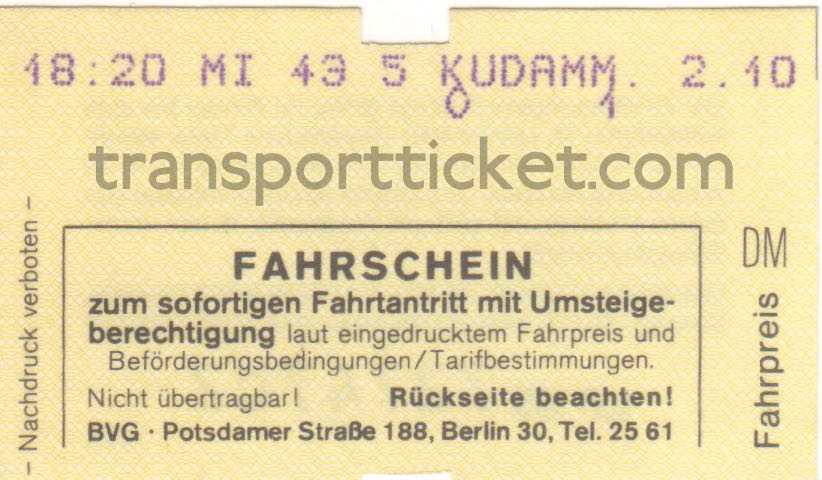 18:20 MI 43 5 KUDAMM. 2.10
0 1
transportticket.com
FAHRSCHEIN
zum sofortigen Fahrtantritt mit Umsteige-
berechtigung laut eingedrucktem Fahrpreis und
Beförderungsbedingungen/Tarifbestimmungen.
Nicht übertragbar! Rückseite beachten!
BVG · Potsdamer Straße 188, Berlin 30, Tel. 25 61
– Nachdruck verboten –
Fahrpreis DM